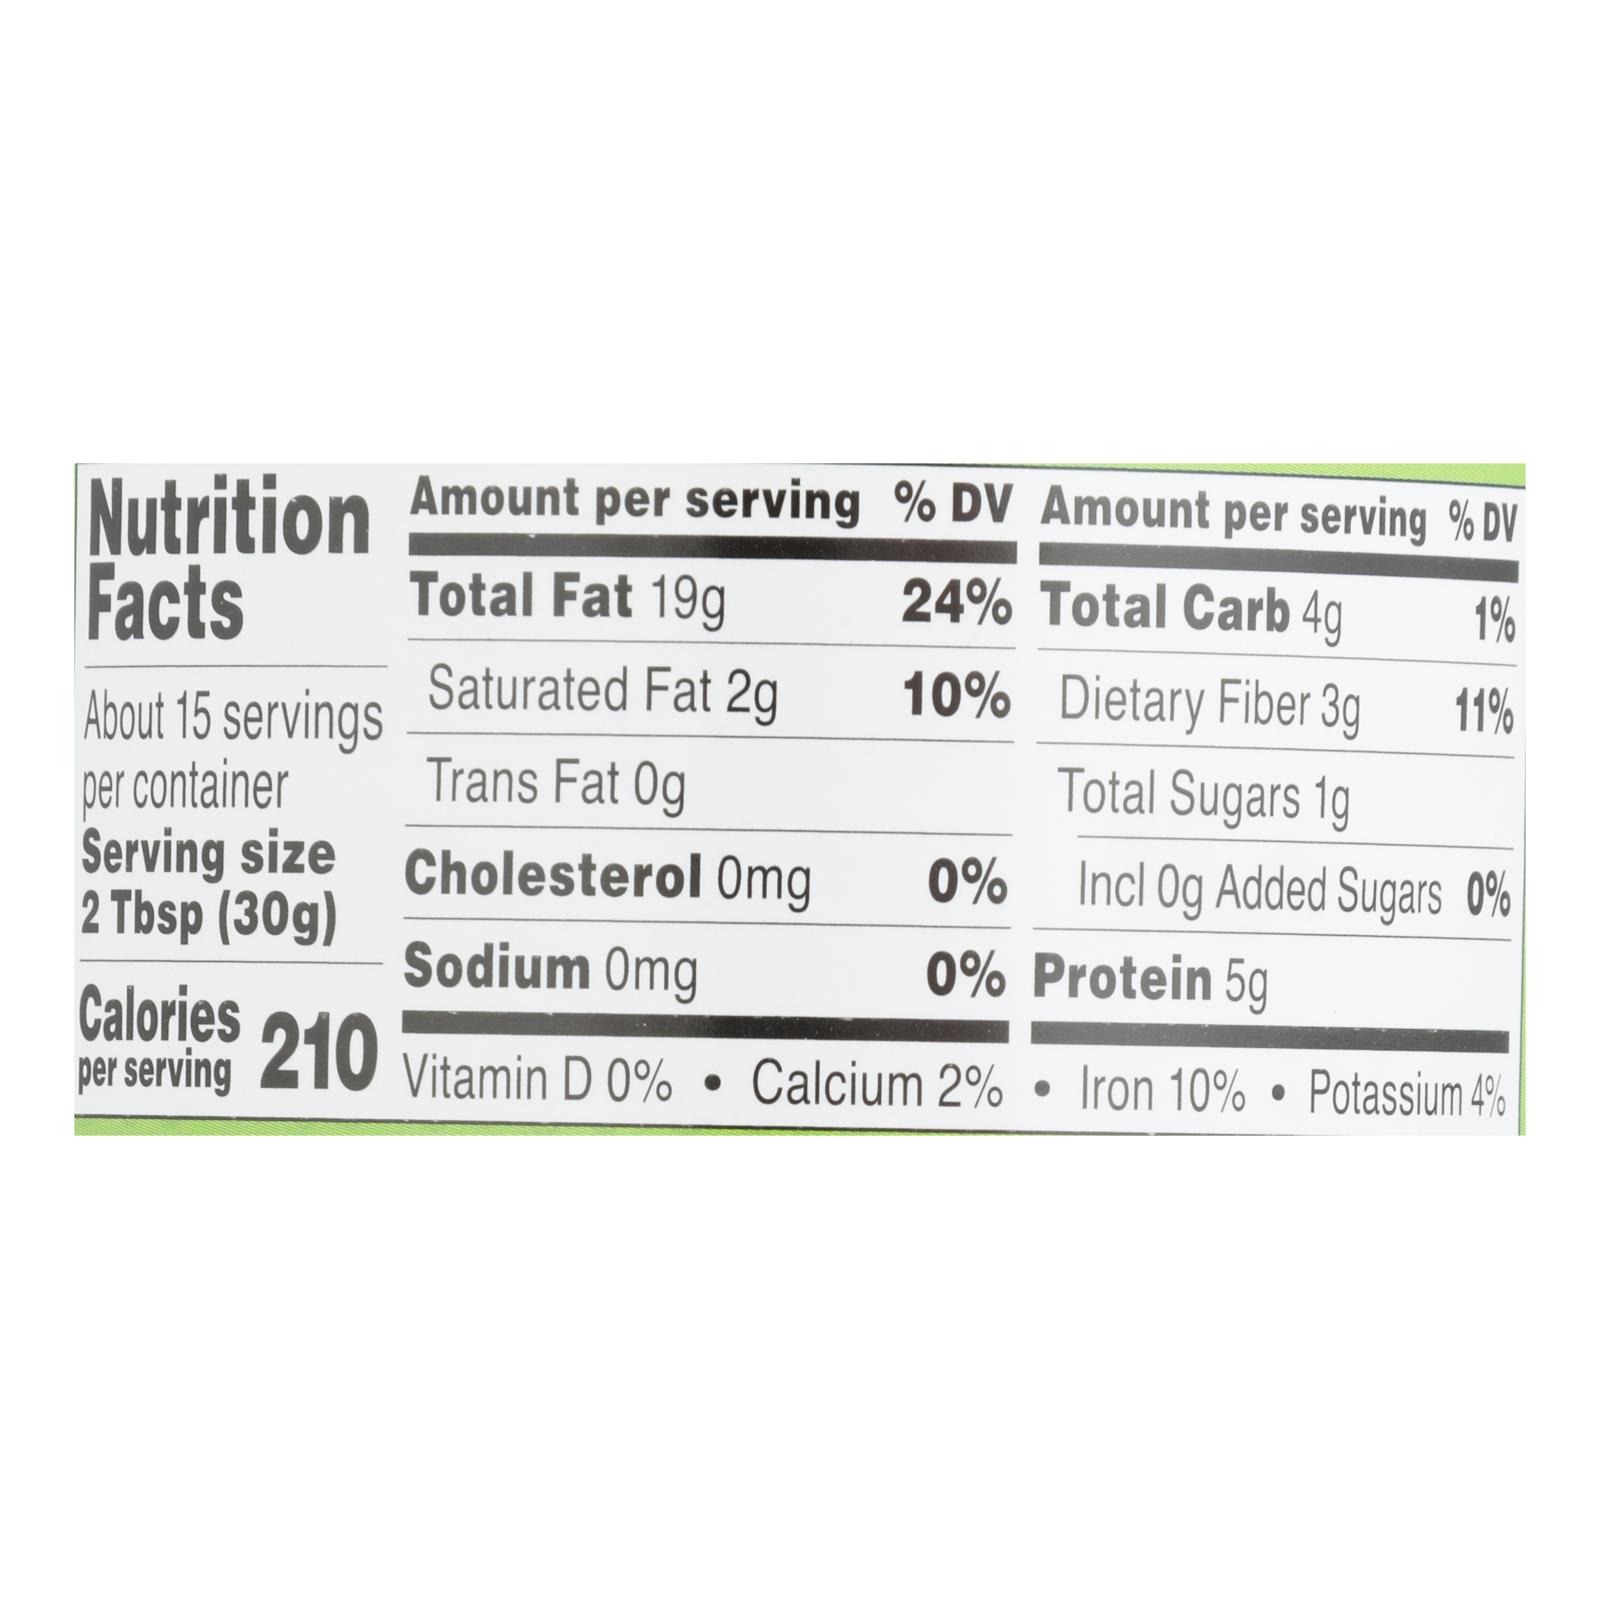 Nutrition
Facts
About 15 servings
per container
Serving size
2 Tbsp (30g)
Calories
per serving 210
Amount per serving % DV
Total Fat 19g 24%
Saturated Fat 2g 10%
Trans Fat 0g
Cholesterol 0mg 0%
Sodium 0mg 0%
Amount per serving % DV
Total Carb 4g 1%
Dietary Fiber 3g 11%
Total Sugars 1g
Incl 0g Added Sugars 0%
Protein 5g
Vitamin D 0% • Calcium 2% • Iron 10% • Potassium 4%